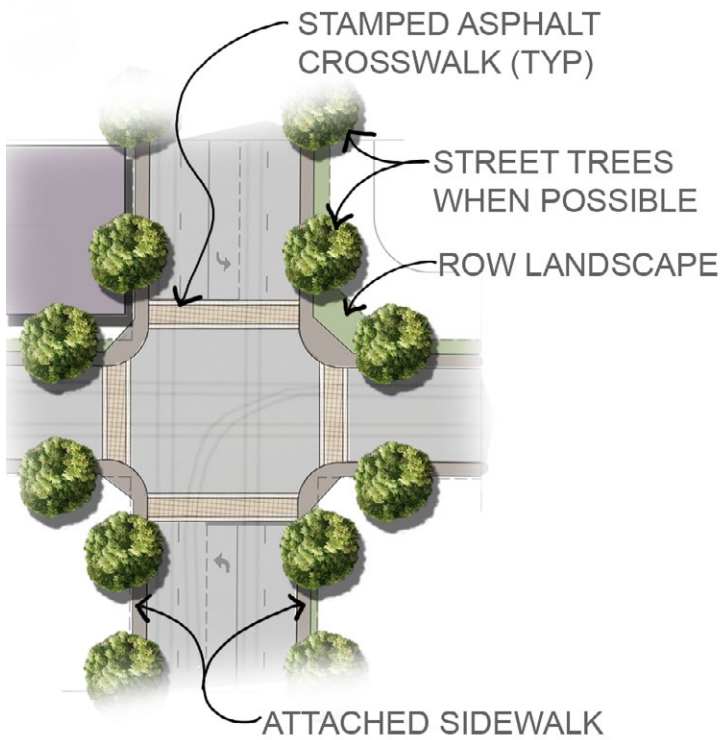 STAMPED ASPHALT
CROSSWALK (TYP)
STREET TREES
WHEN POSSIBLE
ROW LANDSCAPE
ATTACHED SIDEWALK